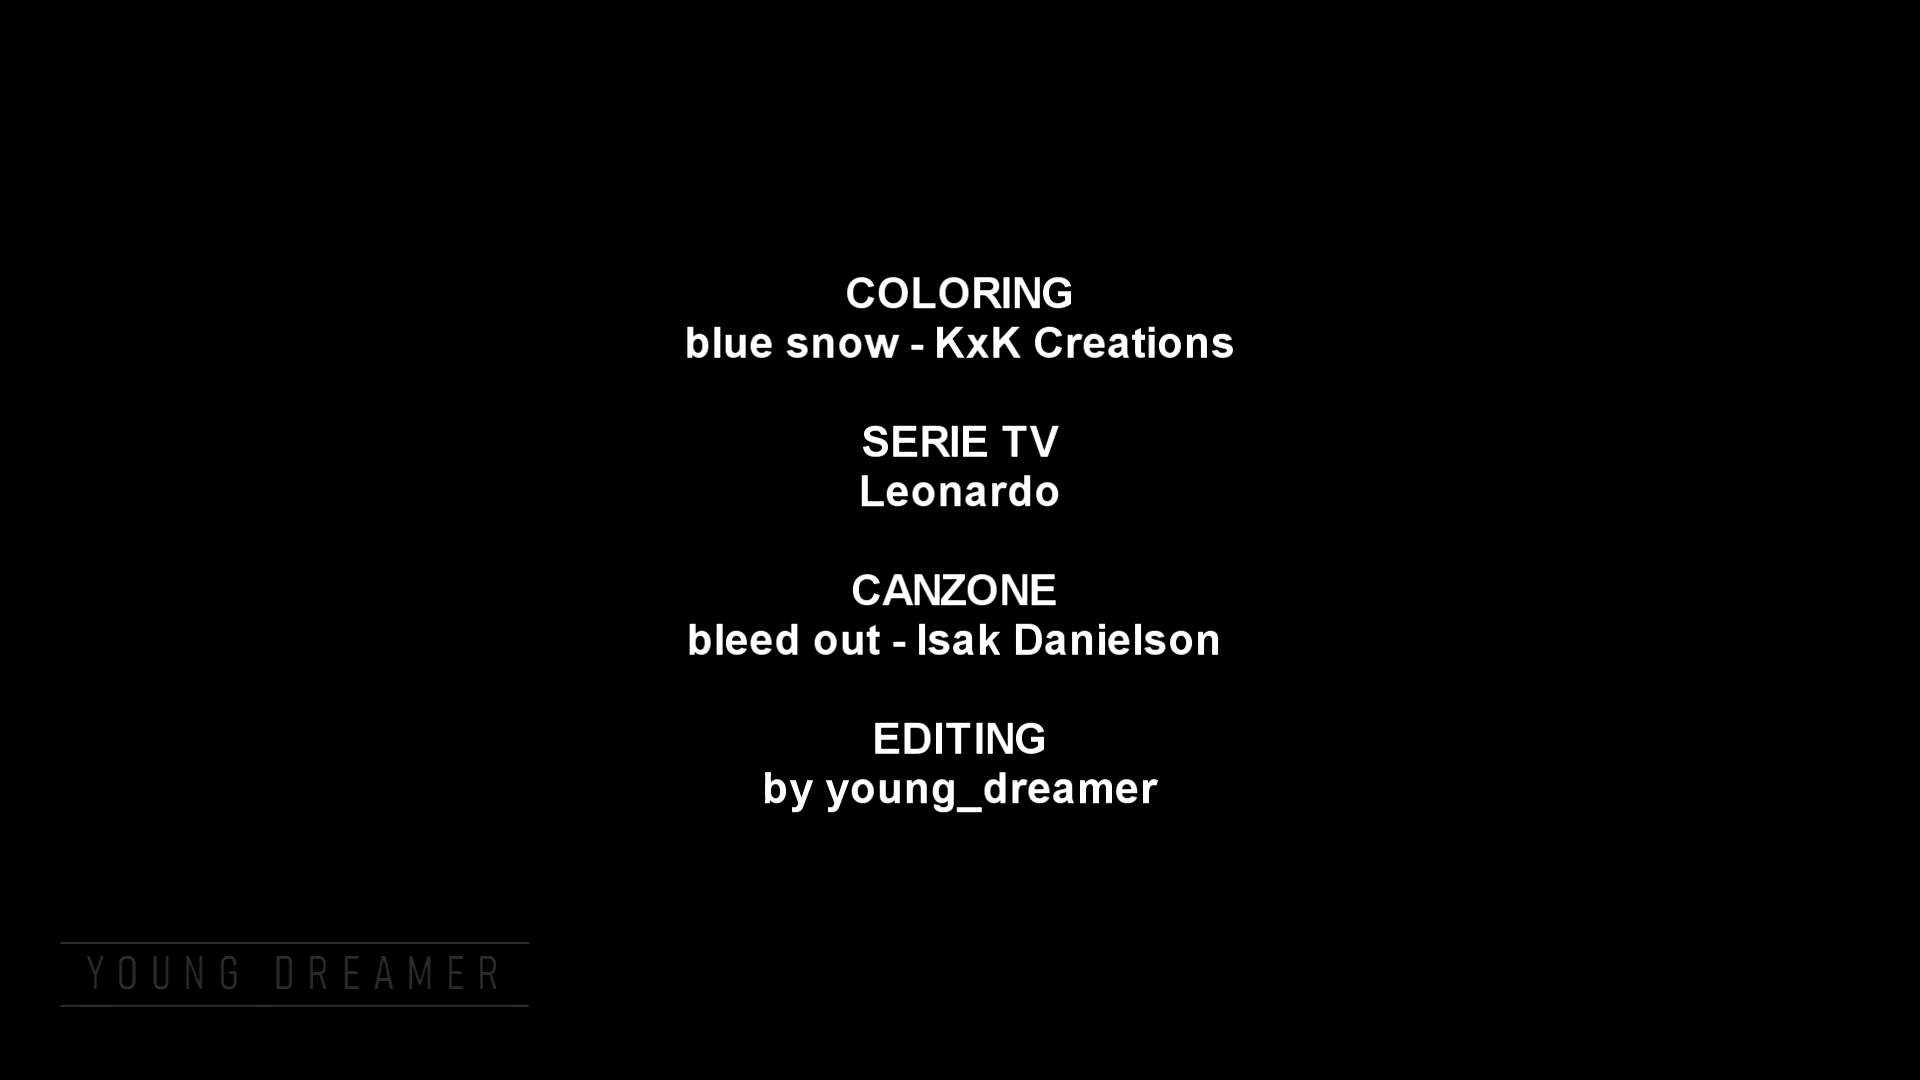 COLORING
blue snow - KxK Creations
SERIE TV
Leonardo
CANZONE
bleed out - Isak Danielson
EDITING
by young_dreamer
YOUNG DREAMER